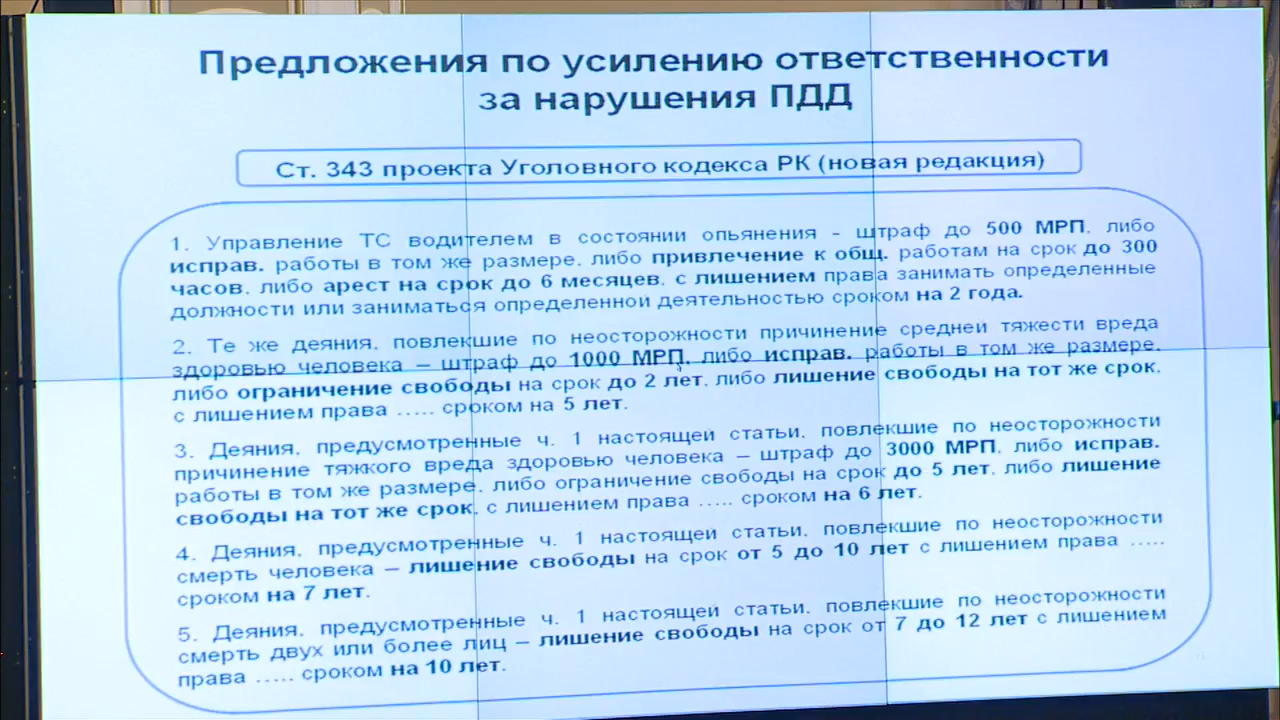 Предложения по усилению ответственности
за нарушения ПДД
Ст. 343 проекта Уголовного кодекса РК (новая редакция)
1. Управление ТС водителем в состоянии опьянения - штраф до 500 МРП, либо
исправ. работы в том же размере, либо привлечение к общ. работам на срок до 300
часов, либо арест на срок до 6 месяцев, с лишением права занимать определенные
должности или заниматься определенной деятельностью сроком на 2 года.
2. Те же деяния, повлекшие по неосторожности причинение средней тяжести вреда
здоровью человека – штраф до 1000 МРП, либо исправ. работы в том же размере,
либо ограничение свободы на срок до 2 лет, либо лишение свободы на тот же срок,
с лишением права ..... сроком на 5 лет.
3. Деяния, предусмотренные ч. 1 настоящей статьи, повлекшие по неосторожности
причинение тяжкого вреда здоровью человека – штраф до 3000 МРП, либо исправ.
работы в том же размере, либо ограничение свободы на срок до 5 лет, либо лишение
свободы на тот же срок, с лишением права ..... сроком на 6 лет.
4. Деяния, предусмотренные ч. 1 настоящей статьи, повлекшие по неосторожности
смерть человека – лишение свободы на срок от 5 до 10 лет с лишением права .....
сроком на 7 лет.
5. Деяния, предусмотренные ч. 1 настоящей статьи, повлекшие по неосторожности
смерть двух или более лиц – лишение свободы на срок от 7 до 12 лет с лишением
права ..... сроком на 10 лет.